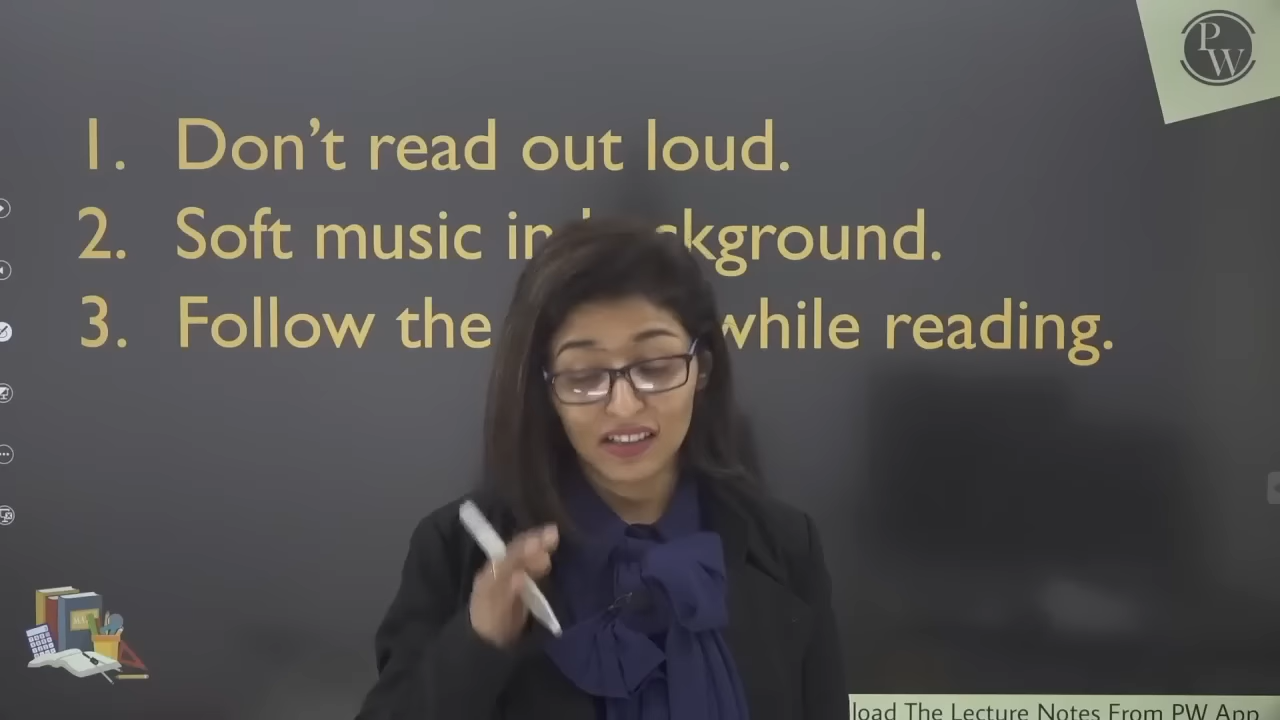 PW
1. Don't read out loud.
2. Soft music in kground.
3. Follow the while reading.
load The Lecture Notes From PW App